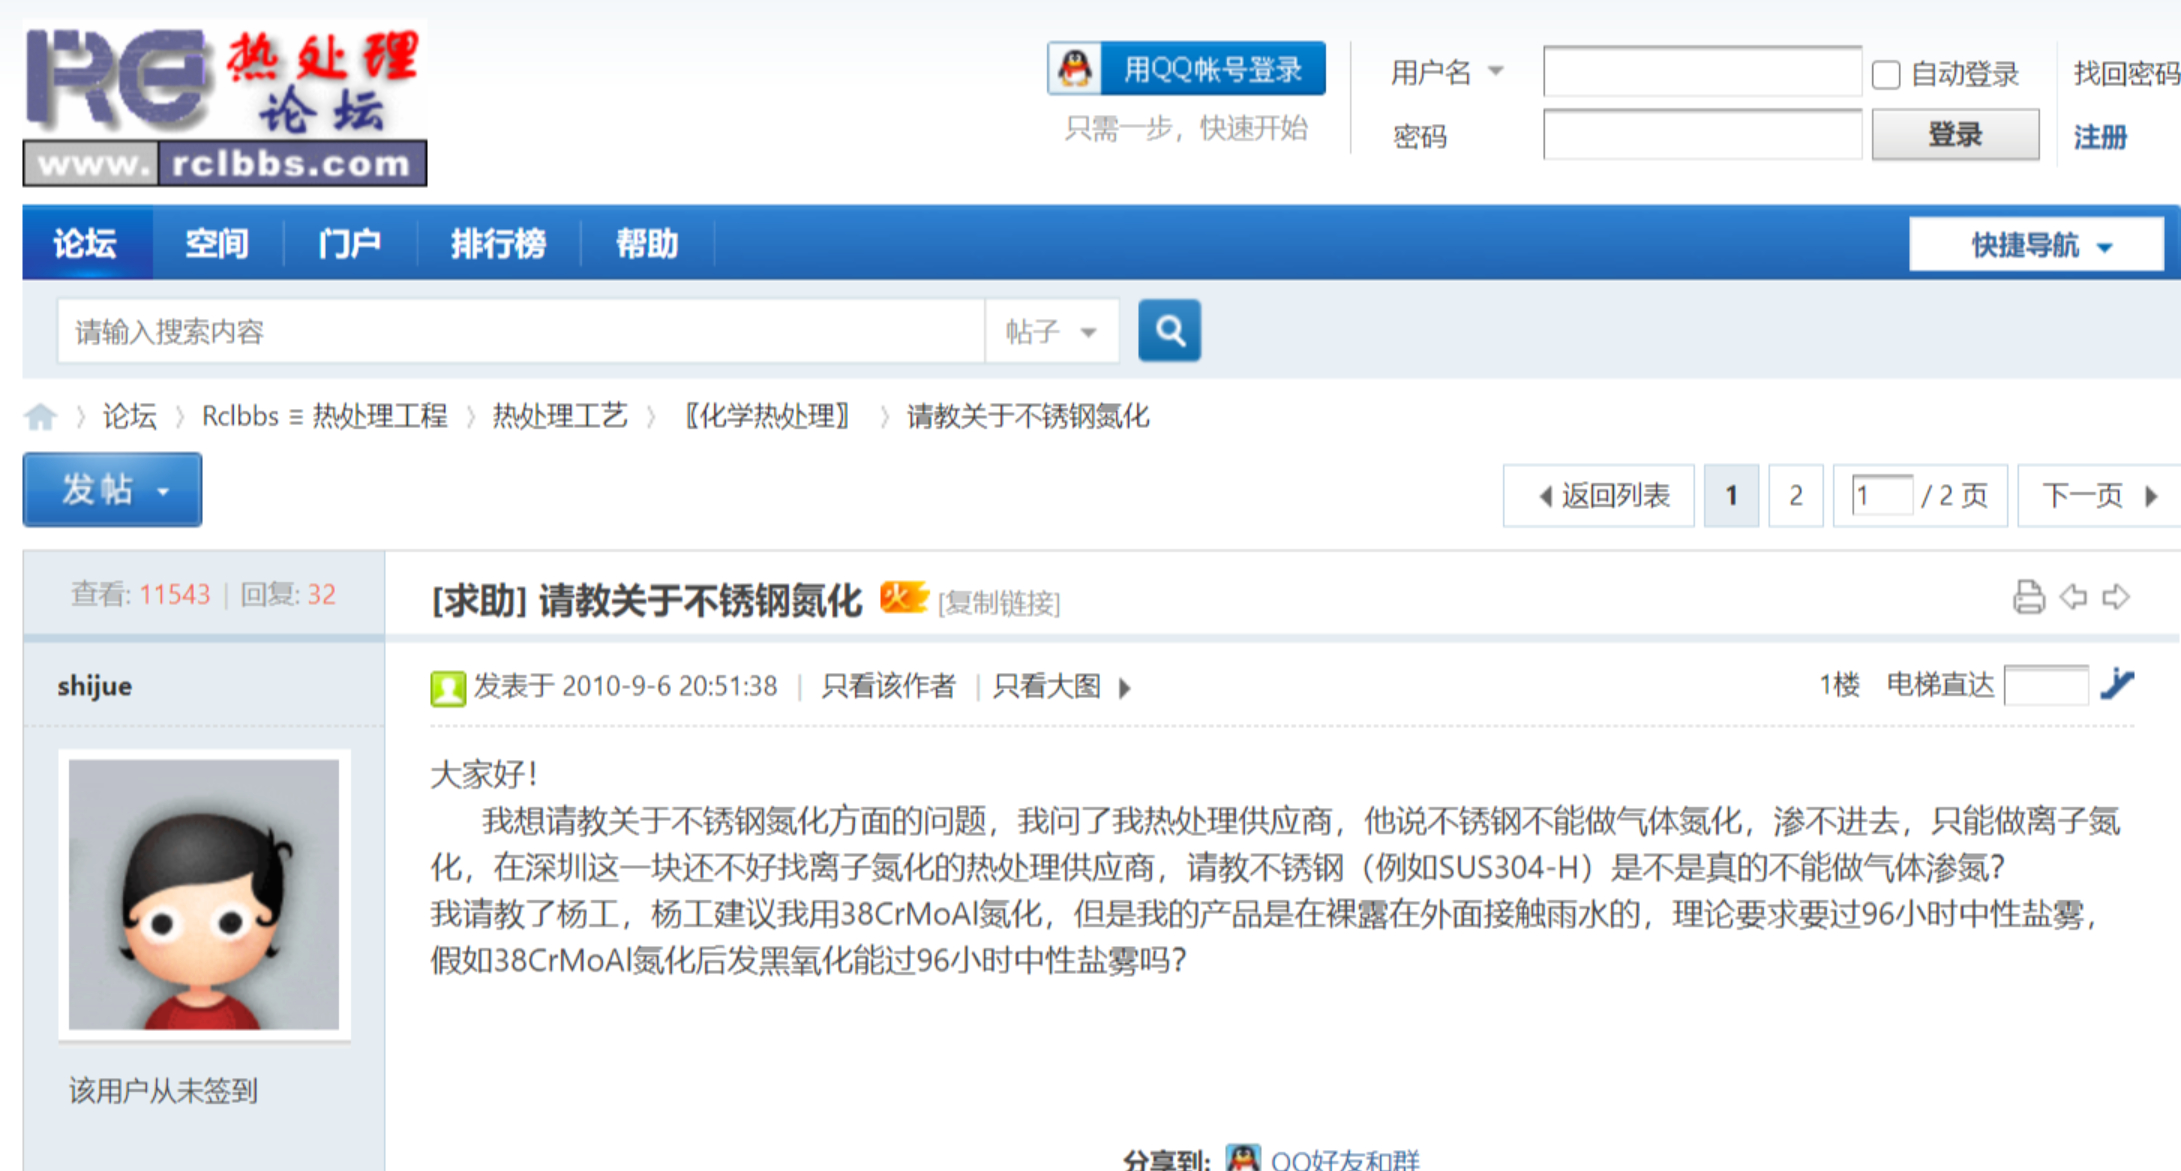 RC 热处理
论坛
www. rclbbs.com
用QQ帐号登录
只需一步，快速开始
用户名
自动登录
找回密码
密码
登录
注册
论坛 空间 门户 排行榜 帮助
快捷导航
请输入搜索内容
帖子
论坛 〉 Rclbbs ≡ 热处理工程 〉 热处理工艺 〉 〖化学热处理〗 〉 请教关于不锈钢氮化
发帖
返回列表 1 2 1 / 2 页 下一页
查看: 11543 | 回复: 32
[求助] 请教关于不锈钢氮化 火 [复制链接]
shijue
发表于 2010-9-6 20:51:38 | 只看该作者 | 只看大图
1楼 电梯直达
大家好！
我想请教关于不锈钢氮化方面的问题，我问了我热处理供应商，他说不锈钢不能做气体氮化，渗不进去，只能做离子氮
化，在深圳这一块还不好找离子氮化的热处理供应商，请教不锈钢（例如SUS304-H）是不是真的不能做气体渗氮？
我请教了杨工，杨工建议我用38CrMoAl氮化，但是我的产品是在裸露在外面接触雨水的，理论要求要过96小时中性盐雾，
假如38CrMoAl氮化后发黑氧化能过96小时中性盐雾吗？
该用户从未签到
分享到: QQ好友和群